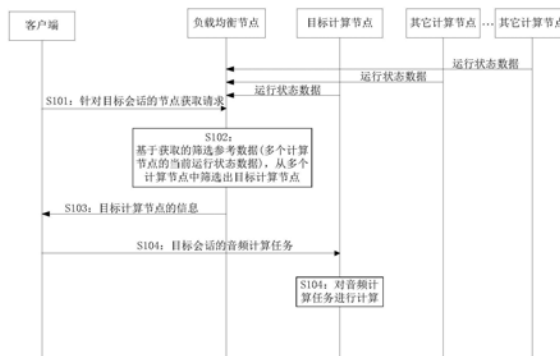 客户端
负载均衡节点
目标计算节点
其它计算节点
...
其它计算节点
运行状态数据
运行状态数据
运行状态数据
S101：针对目标会话的节点获取请求
S102：
基于获取的筛选参考数据(多个计算
节点的当前运行状态数据)，从多个
计算节点中筛选出目标计算节点
S103：目标计算节点的信息
S104：目标会话的音频计算任务
S104：对音频计
算任务进行计算